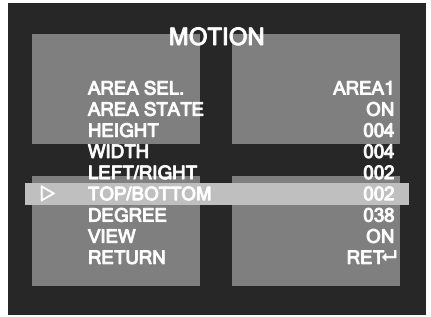 MOTION
AREA SEL. AREA1
AREA STATE ON
HEIGHT 004
WIDTH 004
LEFT/RIGHT 002
TOP/BOTTOM 002
DEGREE 038
VIEW ON
RETURN RET↵